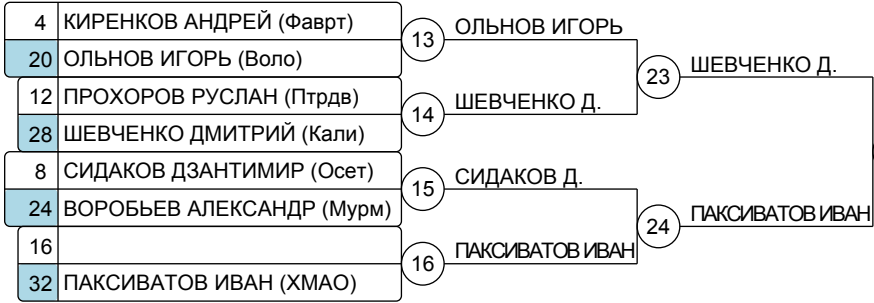 4 КИРЕНКОВ АНДРЕЙ (Фаврт)
20 ОЛЬНОВ ИГОРЬ (Воло)
13 ОЛЬНОВ ИГОРЬ
12 ПРОХОРОВ РУСЛАН (Птрдв)
28 ШЕВЧЕНКО ДМИТРИЙ (Кали)
14 ШЕВЧЕНКО Д.
23 ШЕВЧЕНКО Д.
8 СИДАКОВ ДЗАНТИМИР (Осет)
24 ВОРОБЬЕВ АЛЕКСАНДР (Мурм)
15 СИДАКОВ Д.
16
32 ПАКСИВАТОВ ИВАН (ХМАО)
16 ПАКСИВАТОВ ИВАН
24 ПАКСИВАТОВ ИВАН